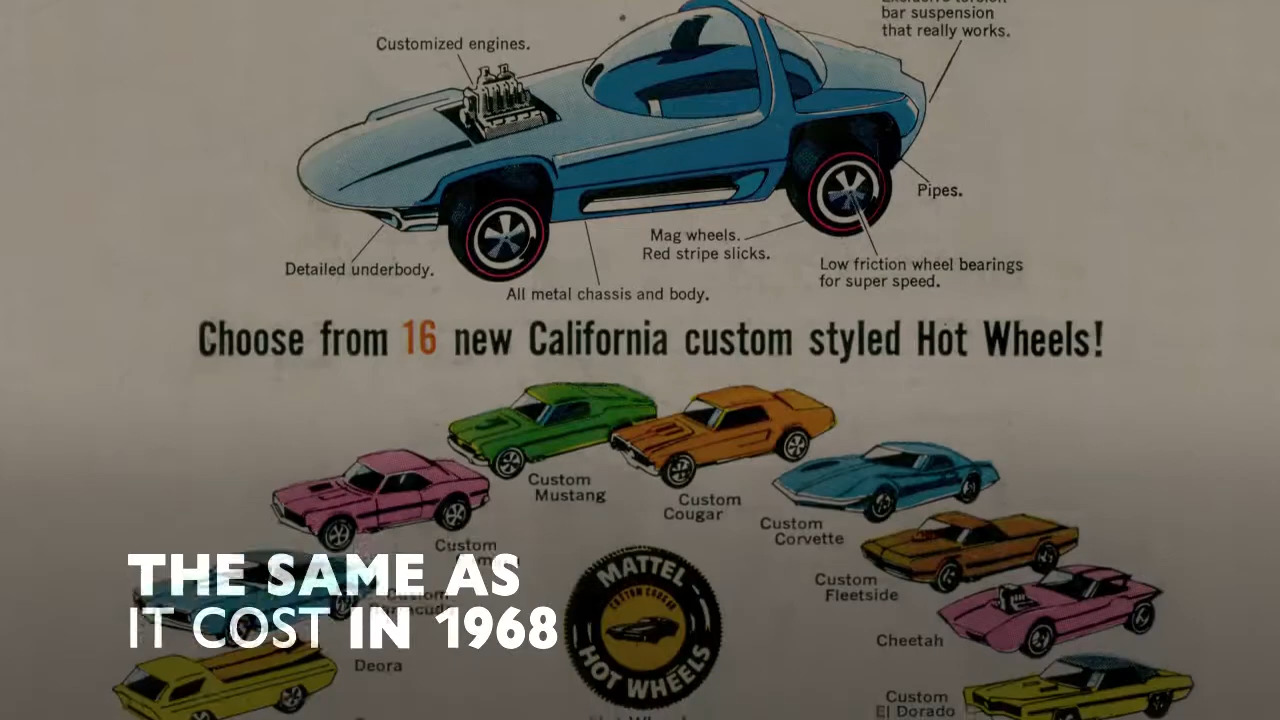 Customized engines.
bar suspension
that really works.
Pipes.
Mag wheels.
Red stripe slicks.
Low friction wheel bearings
for super speed.
Detailed underbody.
All metal chassis and body.
Choose from 16 new California custom styled Hot Wheels!
Custom
Mustang
Custom
Cougar
Custom
Corvette
Custom
Custom
Fleetside
Cheetah
Deora
Custom
El Dorado
MATTEL
CUSTOM COUGAR
HOT WHEELS
THE SAME AS
IT COST IN 1968